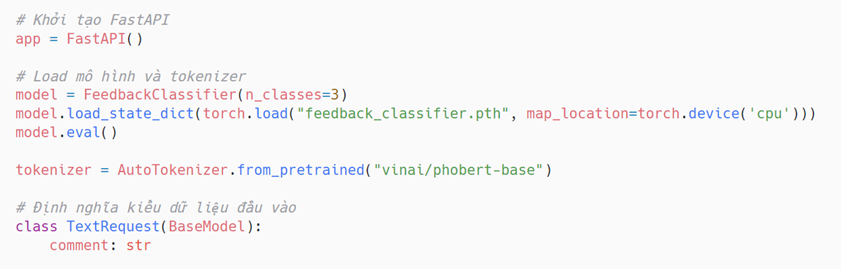 # Khởi tạo FastAPI
app = FastAPI()

# Load mô hình và tokenizer
model = FeedbackClassifier(n_classes=3)
model.load_state_dict(torch.load("feedback_classifier.pth", map_location=torch.device('cpu')))
model.eval()

tokenizer = AutoTokenizer.from_pretrained("vinai/phobert-base")

# Định nghĩa kiểu dữ liệu đầu vào
class TextRequest(BaseModel):
    comment: str